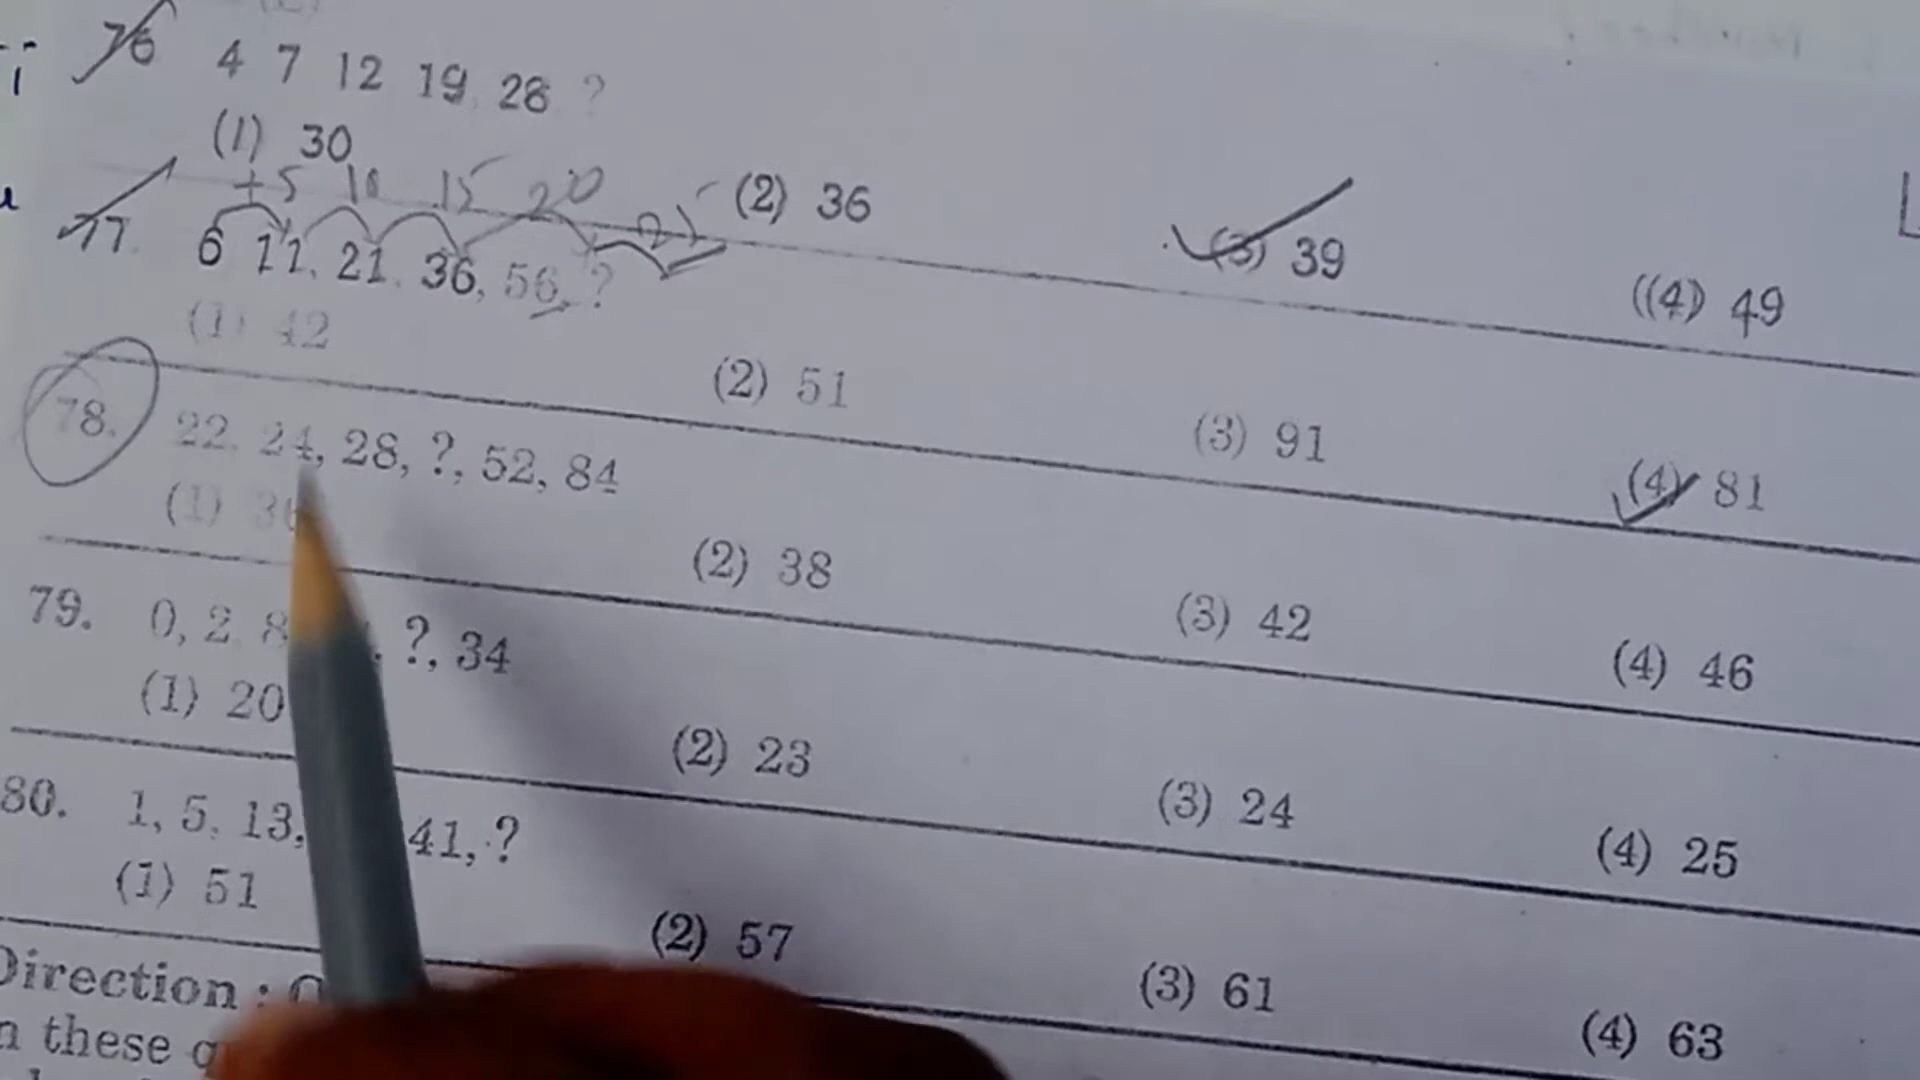 76 4 7 12 19 28 ?
(1) 30 (2) 36 (3) 39 ((4) 49
+5 10 15 20
77. 6 11, 21, 36, 56, ?
(1) 42 (2) 51 (3) 91 (4) 81
78. 22, 24, 28, ?, 52, 84
(1) 36 (2) 38 (3) 42 (4) 46
79. 0, 2, 8 ?, 34
(1) 20 (2) 23 (3) 24 (4) 25
80. 1, 5, 13, 41, ?
(1) 51 (2) 57 (3) 61 (4) 63
Direction :
these